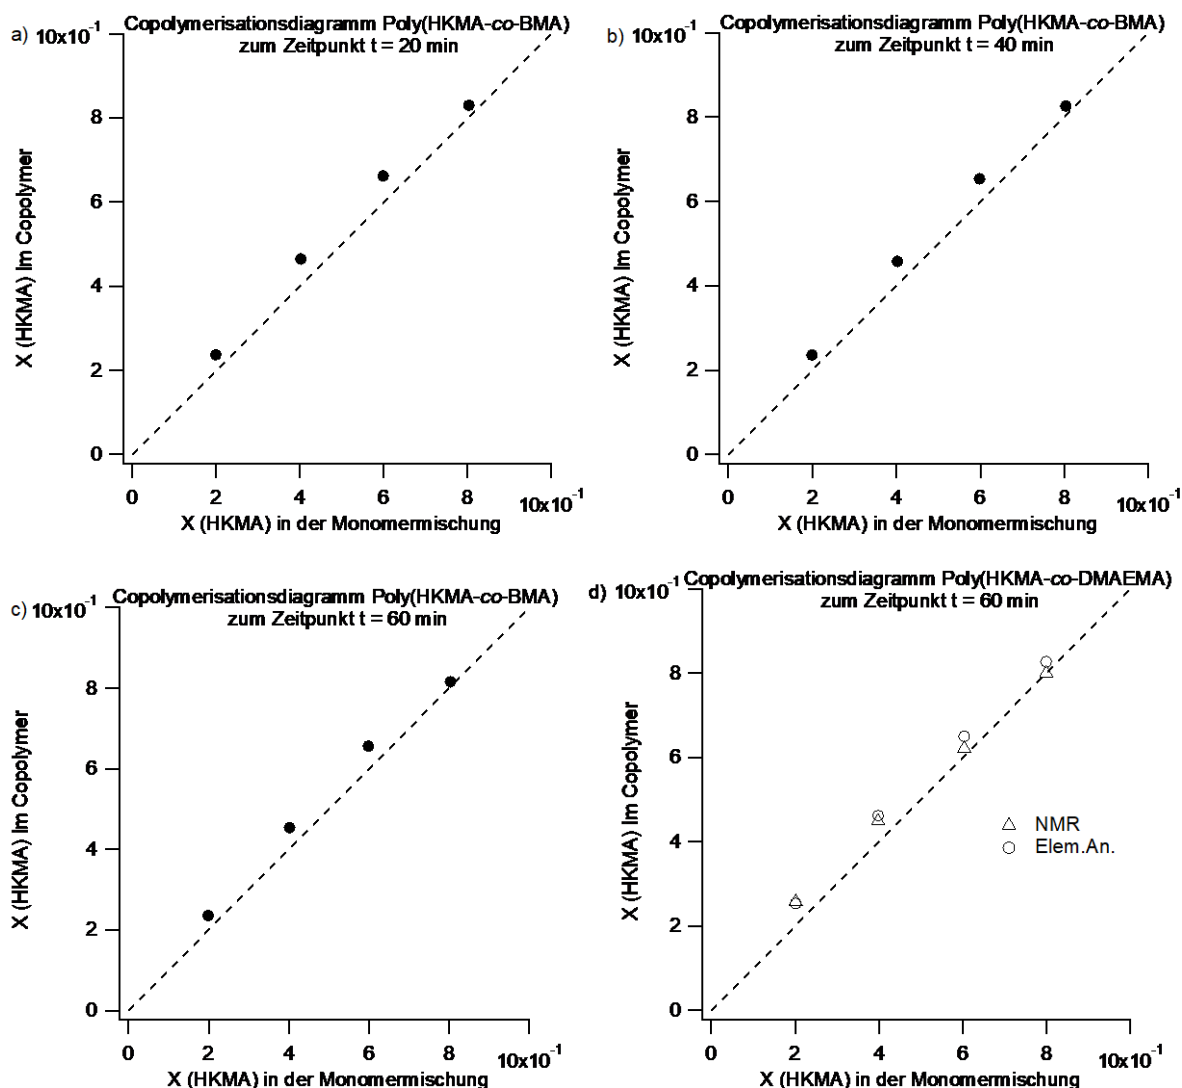 a)
Copolymerisationsdiagramm Poly(HKMA-co-BMA)
zum Zeitpunkt t = 20 min
10x10⁻¹
8
6
4
2
0
X (HKMA) im Copolymer
0 2 4 6 8 10x10⁻¹
X (HKMA) in der Monomermischung
b)
Copolymerisationsdiagramm Poly(HKMA-co-BMA)
zum Zeitpunkt t = 40 min
10x10⁻¹
8
6
4
2
0
X (HKMA) im Copolymer
0 2 4 6 8 10x10⁻¹
X (HKMA) in der Monomermischung
c)
Copolymerisationsdiagramm Poly(HKMA-co-BMA)
zum Zeitpunkt t = 60 min
10x10⁻¹
8
6
4
2
0
X (HKMA) im Copolymer
0 2 4 6 8 10x10⁻¹
X (HKMA) in der Monomermischung
d)
Copolymerisationsdiagramm Poly(HKMA-co-DMAEMA)
zum Zeitpunkt t = 60 min
10x10⁻¹
8
6
4
2
0
X (HKMA) im Copolymer
NMR
Elem.An.
0 2 4 6 8 10x10⁻¹
X (HKMA) in der Monomermischung